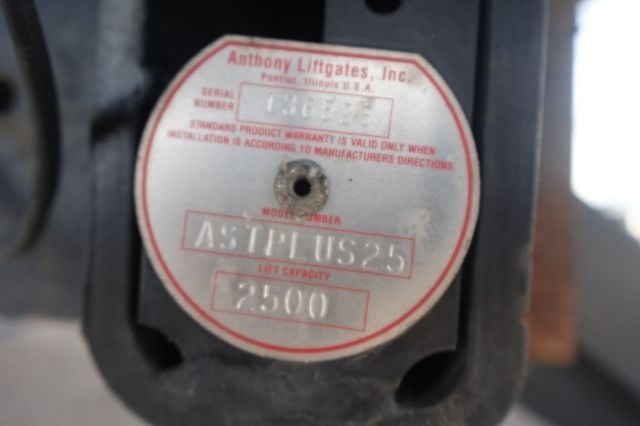 Anthony Liftgates, Inc.
Pontiac, Illinois U.S.A.
SERIAL
NUMBER
STANDARD PRODUCT WARRANTY IS VALID ONLY WHEN
INSTALLATION IS ACCORDING TO MANUFACTURERS DIRECTIONS.
MODEL NUMBER
ASTPLUS25
LIFT CAPACITY
2500